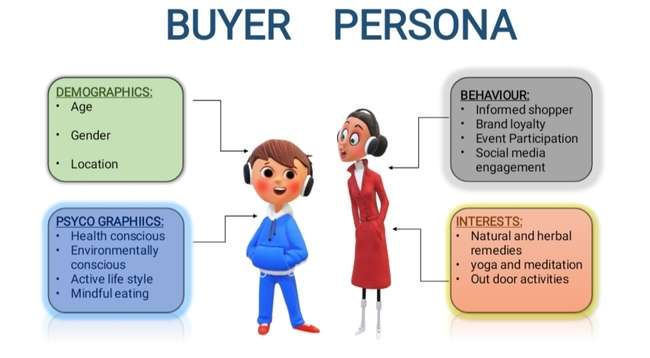 BUYER PERSONA
DEMOGRAPHICS:
• Age
• Gender
• Location
PSYCO GRAPHIICS:
• Health conscious
• Environmentally
conscious
• Active life style
• Mindful eating
BEHAVIOUR:
• Informed shopper
• Brand loyalty
• Event Participation
• Social media
engagement
INTERESTS:
• Natural and herbal
remedies
• yoga and meditation
• Out door activities